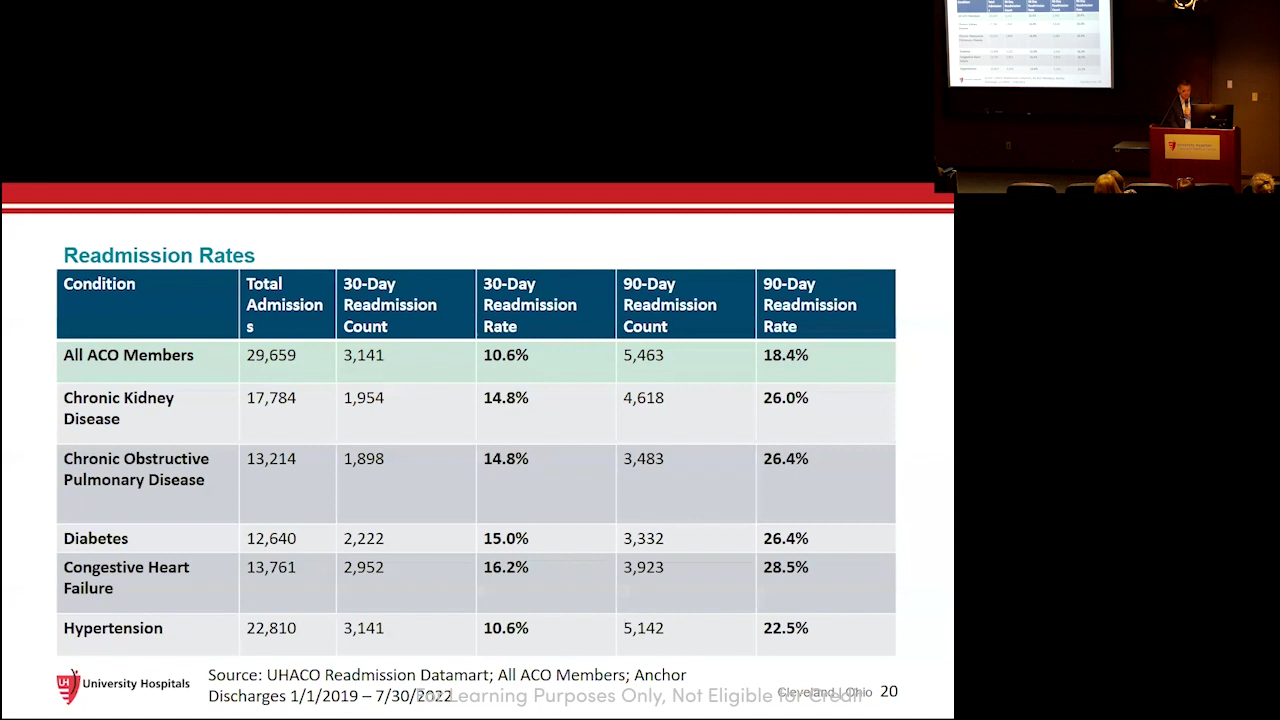 Readmission Rates
Condition
Total
Admission
s
30-Day
Readmission
Count
30-Day
Readmission
Rate
90-Day
Readmission
Count
90-Day
Readmission
Rate
All ACO Members
29,659
3,141
10.6%
5,463
18.4%
Chronic Kidney
Disease
17,784
1,954
14.8%
4,618
26.0%
Chronic Obstructive
Pulmonary Disease
13,214
1,898
14.8%
3,483
26.4%
Diabetes
12,640
2,222
15.0%
3,332
26.4%
Congestive Heart
Failure
13,761
2,952
16.2%
3,923
28.5%
Hypertension
22,810
3,141
10.6%
5,142
22.5%
UH
University Hospitals
Source: UHACO Readmission Datamart; All ACO Members; Anchor
Discharges 1/1/2019 – 7/30/2022
For Learning Purposes Only, Not Eligible for Credit
Cleveland | Ohio
20